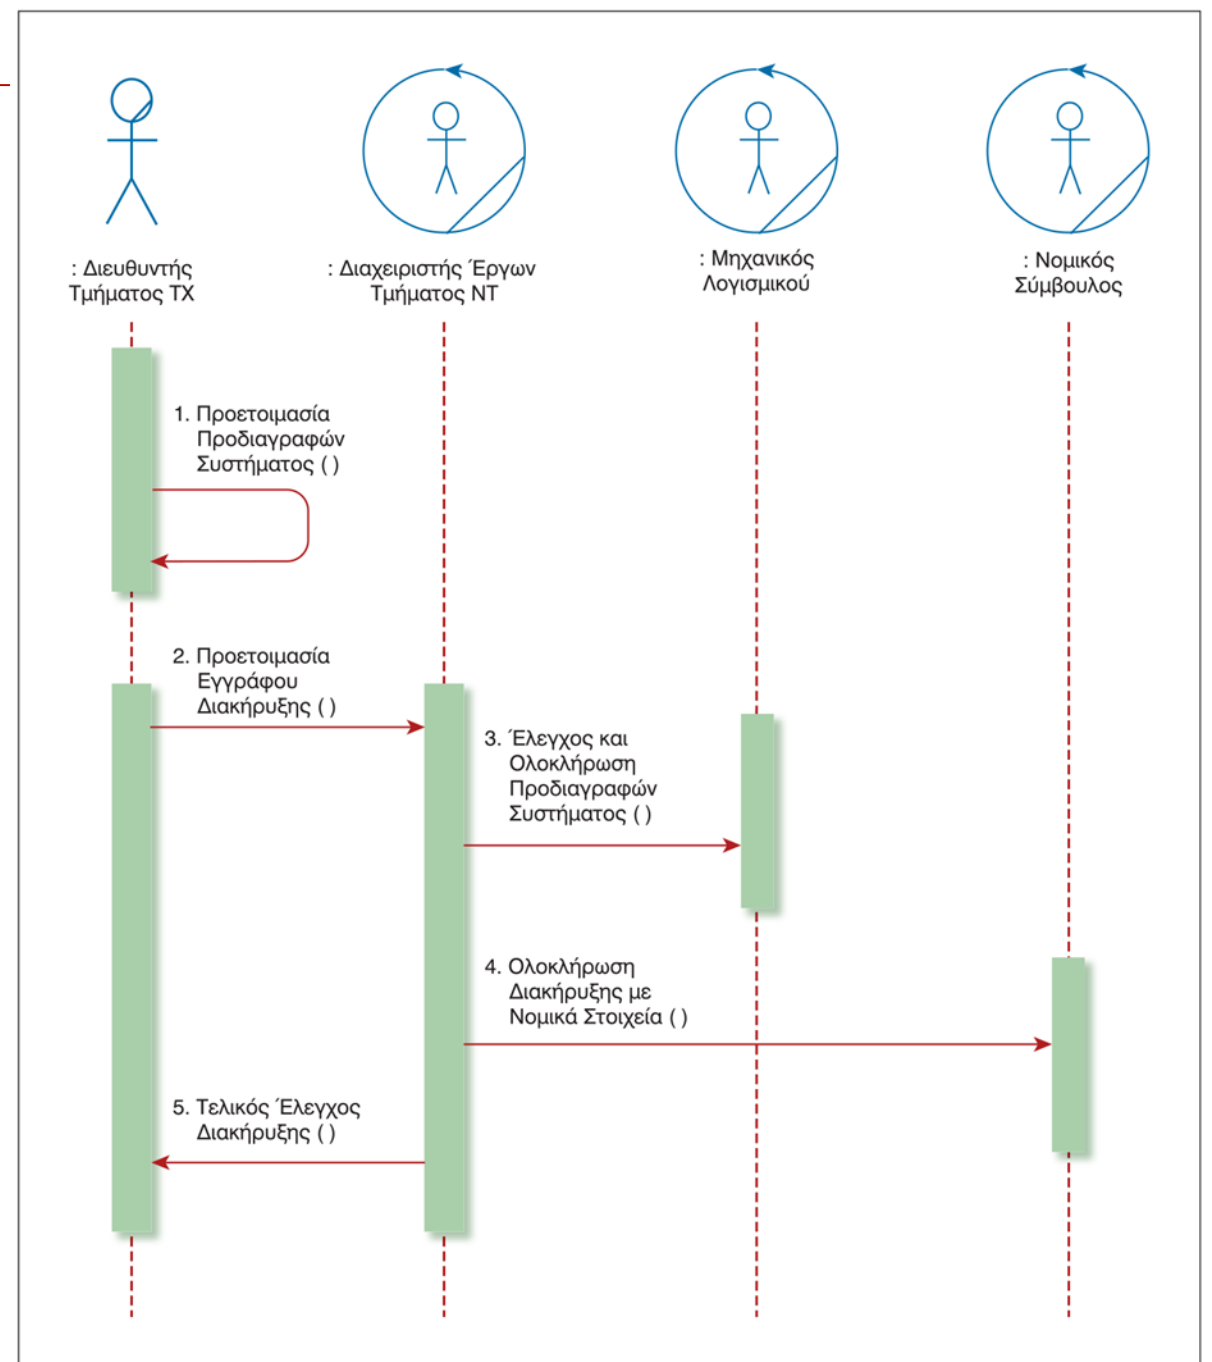 : Διευθυντής
Τμήματος ΤΧ
: Διαχειριστής Έργων
Τμήματος ΝΤ
: Μηχανικός
Λογισμικού
: Νομικός
Σύμβουλος
1. Προετοιμασία
Προδιαγραφών
Συστήματος ( )
2. Προετοιμασία
Εγγράφου
Διακήρυξης ( )
3. Έλεγχος και
Ολοκλήρωση
Προδιαγραφών
Συστήματος ( )
4. Ολοκλήρωση
Διακήρυξης με
Νομικά Στοιχεία ( )
5. Τελικός Έλεγχος
Διακήρυξης ( )